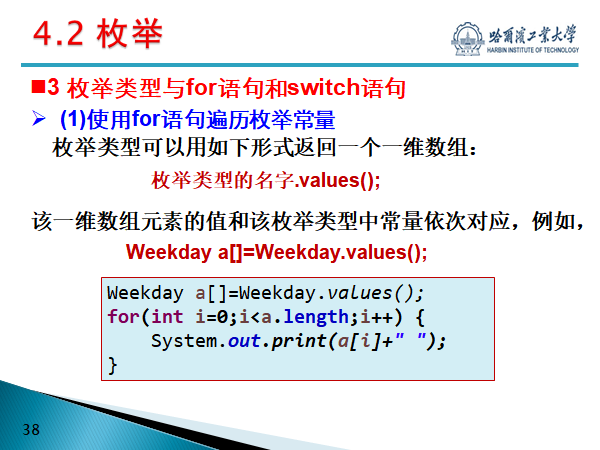 4.2 枚举
哈尔滨工业大学
HARBIN INSTITUTE OF TECHNOLOGY
■3 枚举类型与for语句和switch语句
➢ (1)使用for语句遍历枚举常量
枚举类型可以用如下形式返回一个一维数组：
枚举类型的名字.values();
该一维数组元素的值和该枚举类型中常量依次对应，例如，
Weekday a[]=Weekday.values();
Weekday a[]=Weekday.values();
for(int i=0;i<a.length;i++) {
System.out.print(a[i]+" ");
}
38